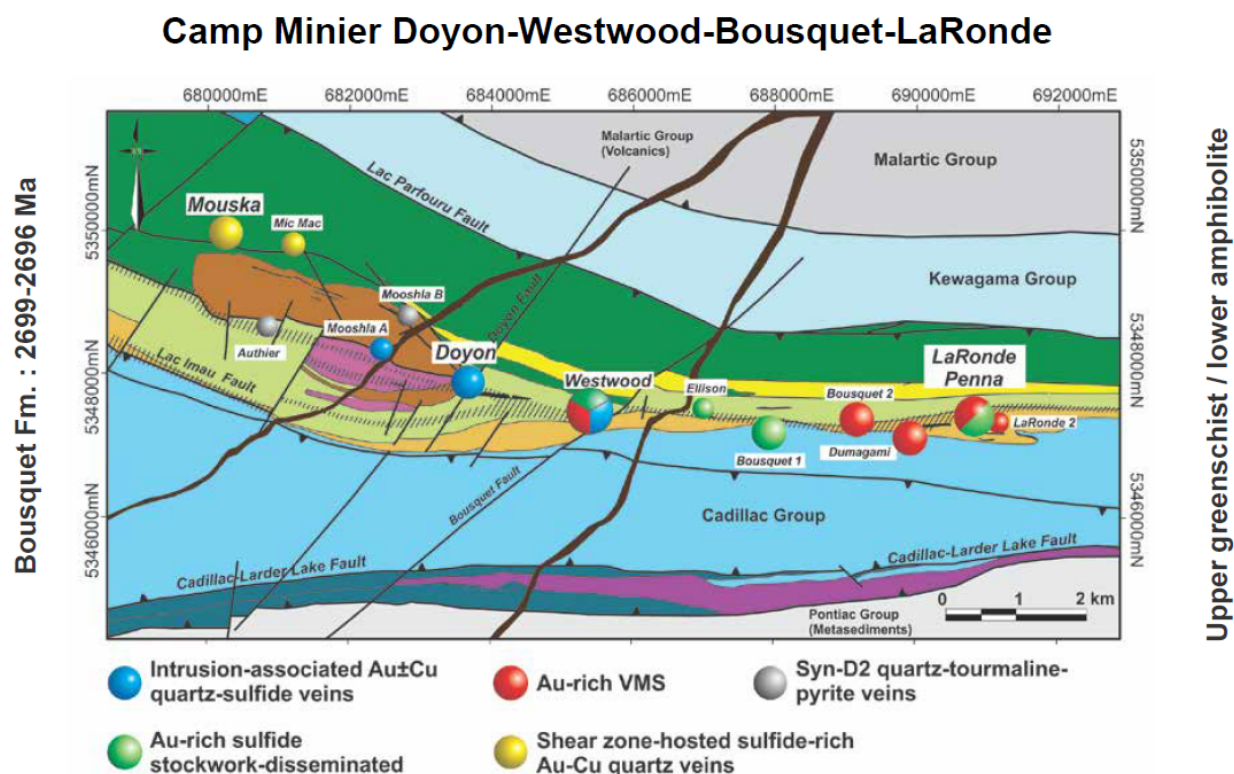 Camp Minier Doyon-Westwood-Bousquet-LaRonde
680000mE
682000mE
684000mE
686000mE
688000mE
690000mE
692000mE
Bousquet Fm. : 2699-2696 Ma
5350000mN
5348000mN
5346000mN
Malartic Group
(Volcanics)
Malartic Group
Lac Parfouru Fault
Mouska
Mic Mac
Kewagama Group
Mooshla B
Mooshla A
Authier
Doyon Fault
Doyon
Lac Imau Fault
Westwood
Ellison
Bousquet 2
LaRonde
Penna
LaRonde 2
Bousquet 1
Dumagami
Bousquet Fault
Cadillac Group
Cadillac-Larder Lake Fault
Cadillac-Larder Lake Fault
Pontiac Group
(Metasediments)
0 1 2 km
5350000mN
5348000mN
5346000mN
Upper greenschist / lower amphibolite
Intrusion-associated Au±Cu
quartz-sulfide veins
Au-rich VMS
Syn-D2 quartz-tourmaline-
pyrite veins
Au-rich sulfide
stockwork-disseminated
Shear zone-hosted sulfide-rich
Au-Cu quartz veins